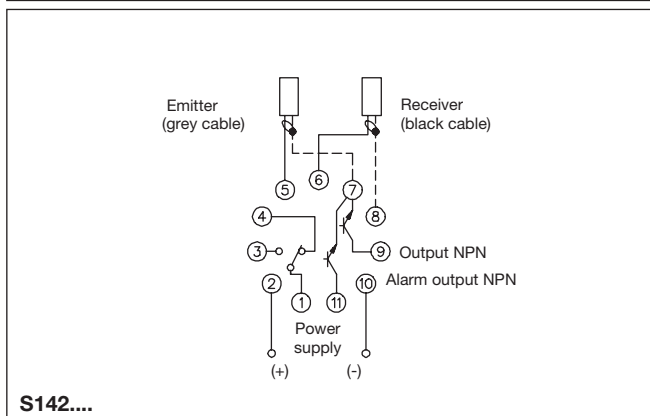 Emitter
(grey cable)
Receiver
(black cable)
5
6
7
8
4
3
9 Output NPN
2
1
11
10 Alarm output NPN
Power
supply
(+)
(-)
S142....